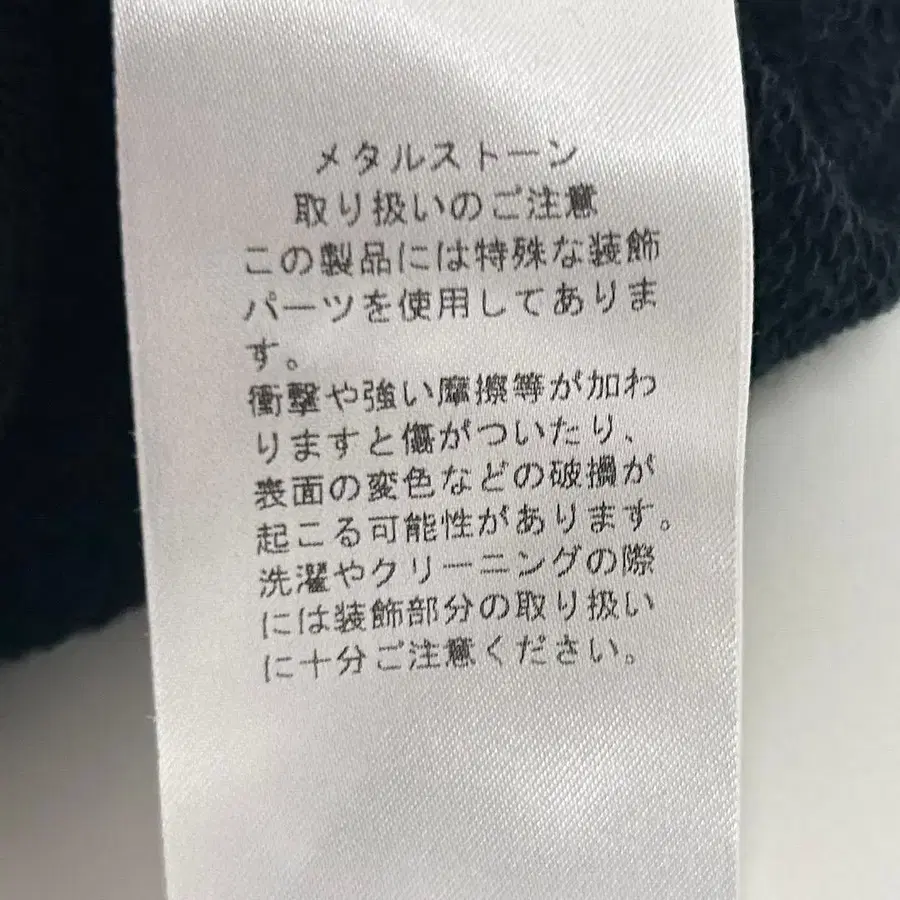 メタルストーン
取り扱いのご注意
この製品には特殊な装飾
パーツを使用してありま
す。
衝撃や強い摩擦等が加わ
りますと傷がついたり、
表面の変色などの破損が
起こる可能性があります。
洗濯やクリーニングの際
には装飾部分の取り扱い
に十分ご注意ください。